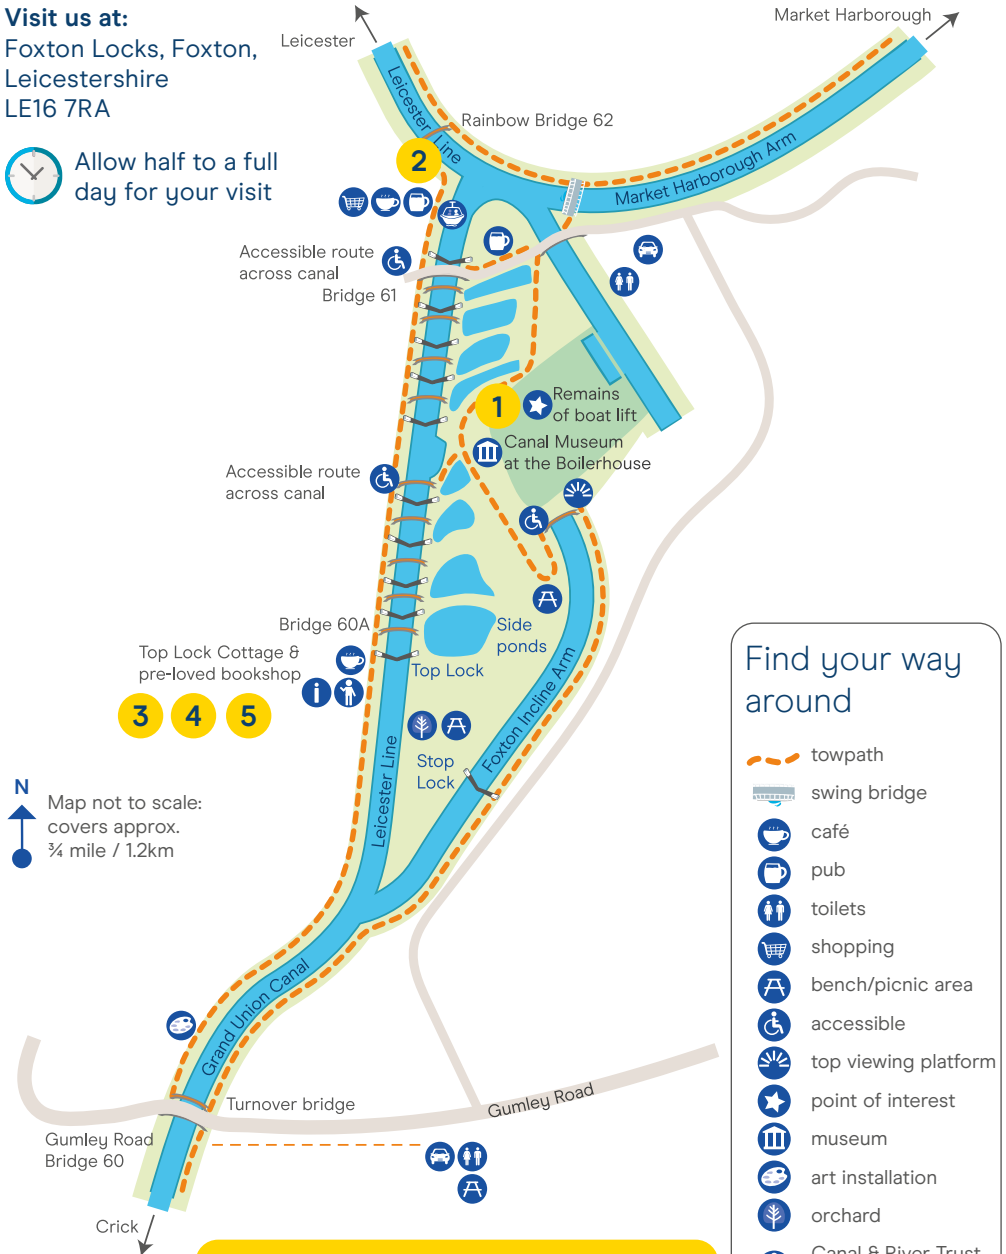 Visit us at:
Foxton Locks, Foxton,
Leicestershire
LE16 7RA
Allow half to a full
day for your visit
Leicester
Market Harborough
Leicester Line
Rainbow Bridge 62
2
Market Harborough Arm
Accessible route
across canal
Bridge 61
1
Remains
of boat lift
Canal Museum
at the Boilerhouse
Accessible route
across canal
Bridge 60A
Side
ponds
Top Lock Cottage &
pre-loved bookshop
Top Lock
3
4
5
i
Stop
Lock
Foxton Incline Arm
Leicester Line
N
Map not to scale:
covers approx.
¾ mile / 1.2km
Grand Union Canal
Turnover bridge
Gumley Road
Gumley Road
Bridge 60
Crick
Find your way
around
towpath
swing bridge
café
pub
toilets
shopping
bench/picnic area
accessible
top viewing platform
point of interest
museum
art installation
orchard
Canal & River Trust